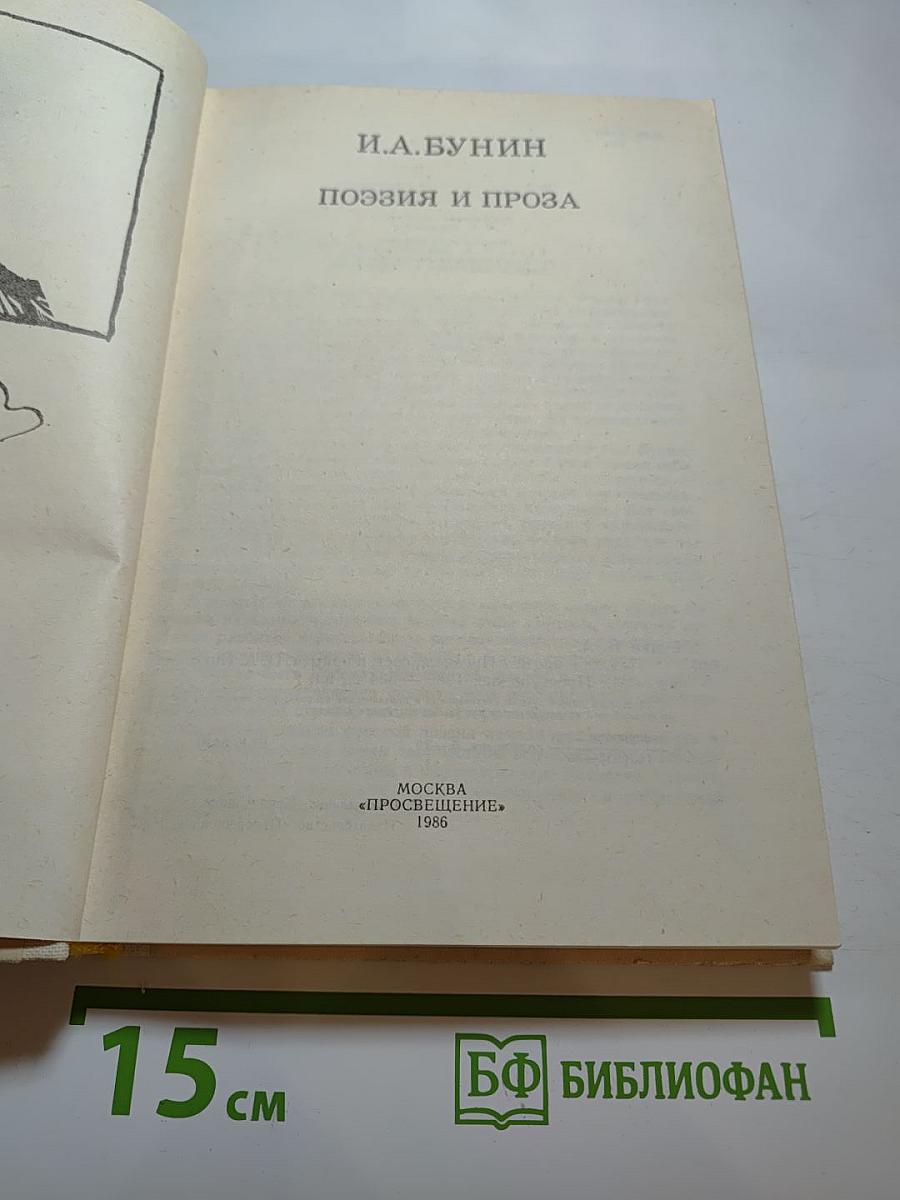 И.А.БУНИН
ПОЭЗИЯ И ПРОЗА
МОСКВА
«ПРОСВЕЩЕНИЕ»
1986
15 см
БФ БИБЛИОФАН